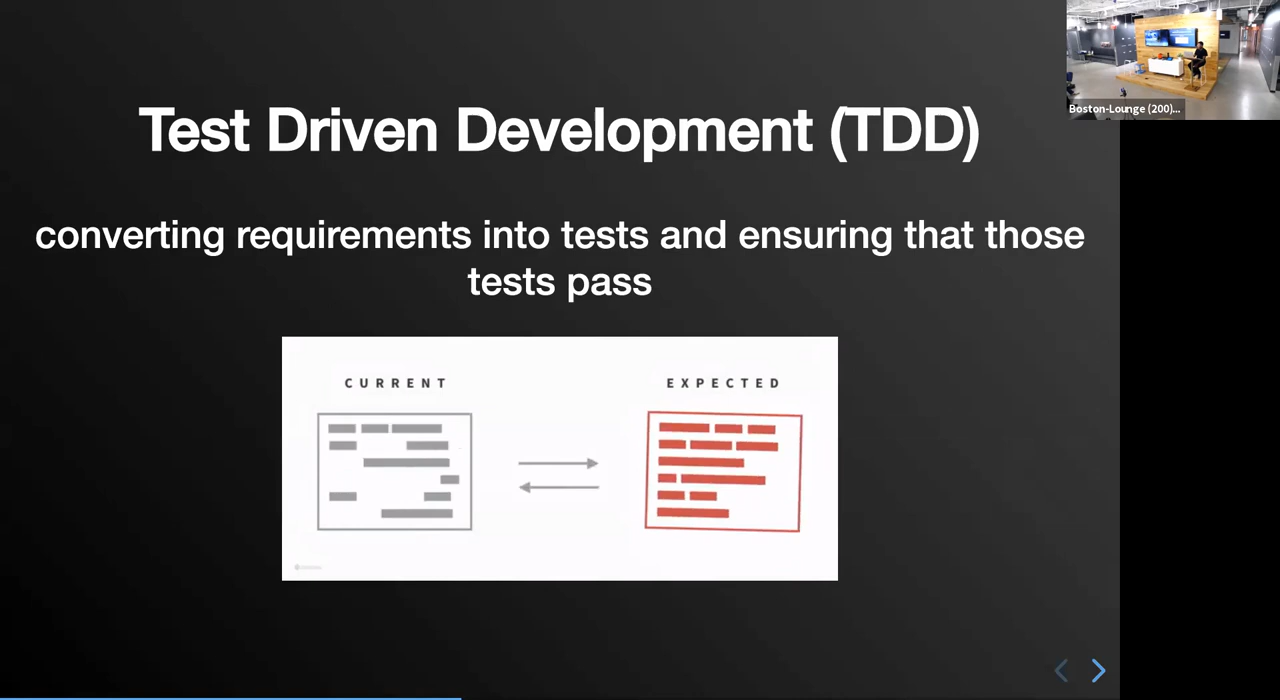 Test Driven Development (TDD)
converting requirements into tests and ensuring that those
tests pass
CURRENT
EXPECTED
Boston-Lounge (200)...